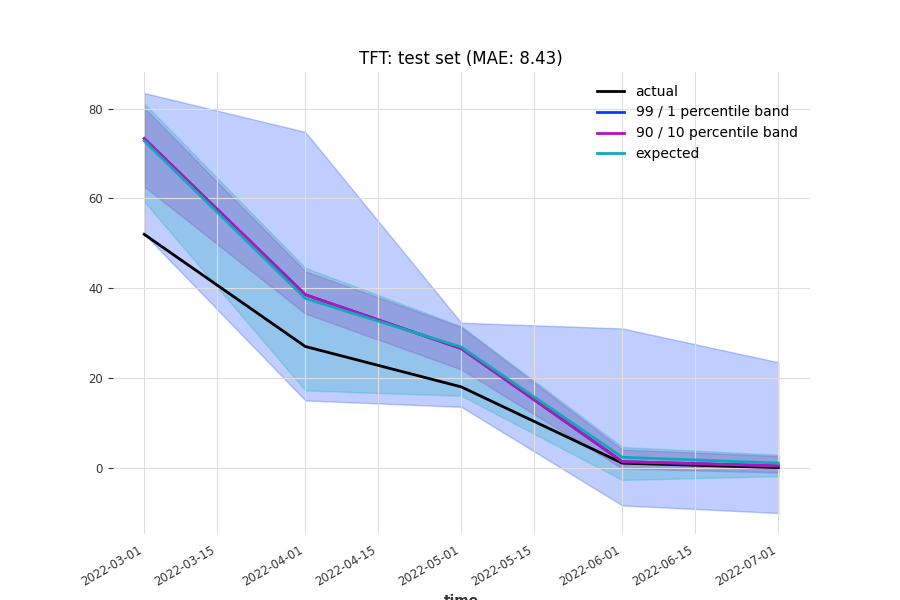 TFT: test set (MAE: 8.43)
actual
99 / 1 percentile band
90 / 10 percentile band
expected
80
60
40
20
0
2022-03-01
2022-03-15
2022-04-01
2022-04-15
2022-05-01
2022-05-15
2022-06-01
2022-06-15
2022-07-01
time